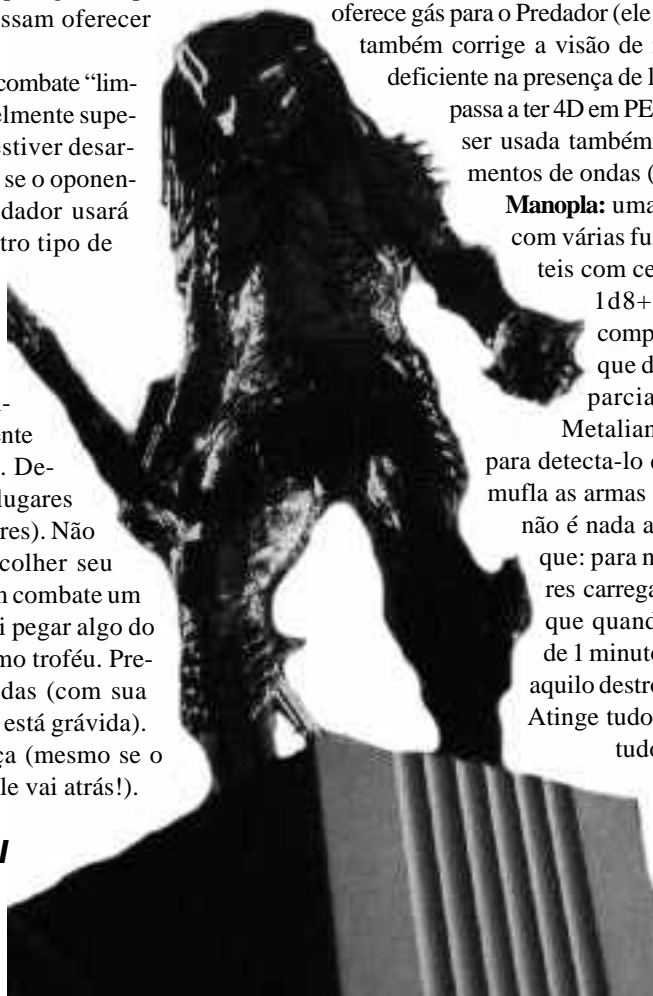 ssam oferecer
combate “lim-
elmente supe-
estiver desar-
se o oponen-
dador usará
tro tipo de
ente
. De-
lugares
res). Não
colher seu
m combate um
i pegar algo do
mo troféu. Pre-
das (com sua
está grávida).
ça (mesmo se o
le vai atrás!).
oferece gás para o Predador (ele
também corrige a visão de
deficiente na presença de l
passa a ter 4D em PE
ser usada também
mentos de ondas (
Manopla: uma
com várias fu
teis com ce
1d8+
comp
que d
parcia
Metalian
para detecta-lo e
mufla as armas
não é nada a
que: para n
res carrega
que quand
de 1 minuto
aquilo destro
Atinge tudo
tudo